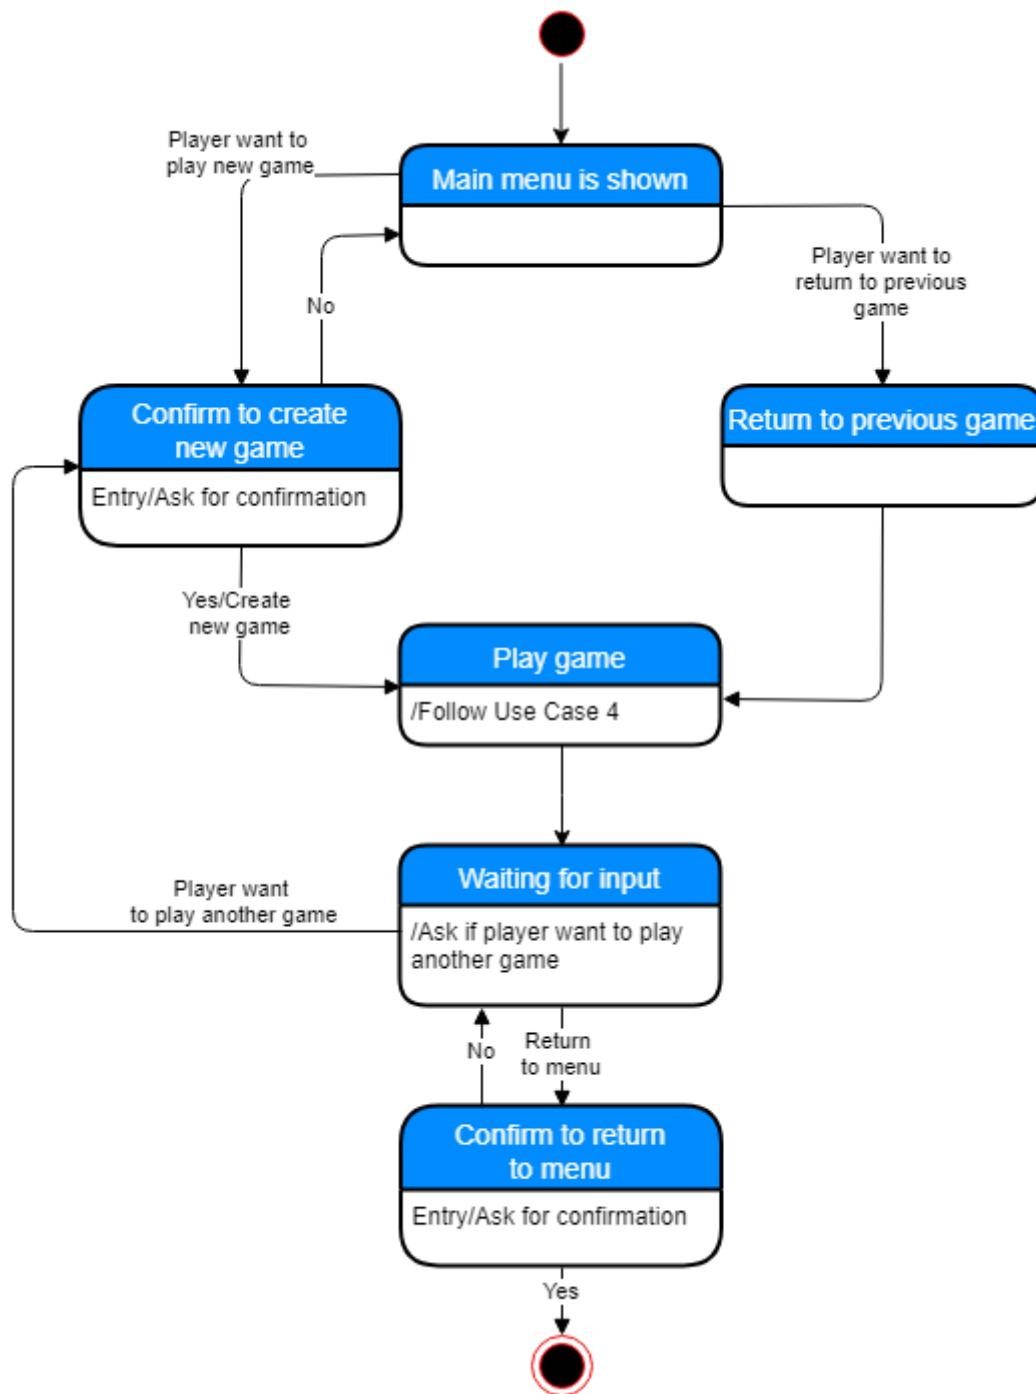 Player want to
play new game
Main menu is shown
Player want to
return to previous
game
No
Confirm to create
new game
Entry/Ask for confirmation
Return to previous game
Yes/Create
new game
Play game
/Follow Use Case 4
Waiting for input
/Ask if player want to play
another game
Player want
to play another game
No
Return
to menu
Confirm to return
to menu
Entry/Ask for confirmation
Yes